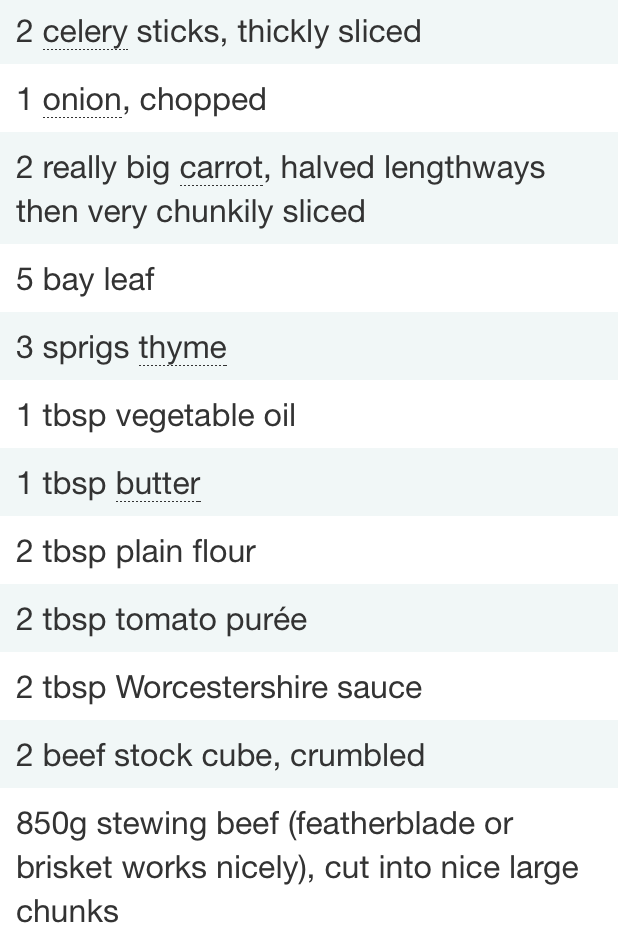 2 celery sticks, thickly sliced
1 onion, chopped
2 really big carrot, halved lengthways
then very chunkily sliced
5 bay leaf
3 sprigs thyme
1 tbsp vegetable oil
1 tbsp butter
2 tbsp plain flour
2 tbsp tomato purée
2 tbsp Worcestershire sauce
2 beef stock cube, crumbled
850g stewing beef (featherblade or
brisket works nicely), cut into nice large
chunks